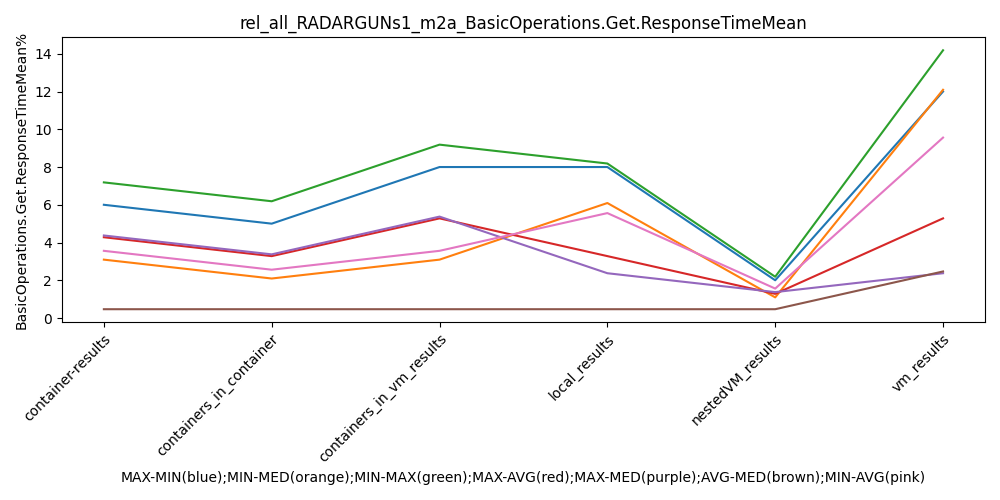 rel_all_RADARGUNs1_m2a_BasicOperations.Get.ResponseTimeMean
BasicOperations.Get.ResponseTimeMean%
14
12
10
8
6
4
2
0
container-results
containers_in_container
containers_in_vm_results
local_results
nestedVM_results
vm_results
MAX-MIN(blue);MIN-MED(orange);MIN-MAX(green);MAX-AVG(red);MAX-MED(purple);AVG-MED(brown);MIN-AVG(pink)